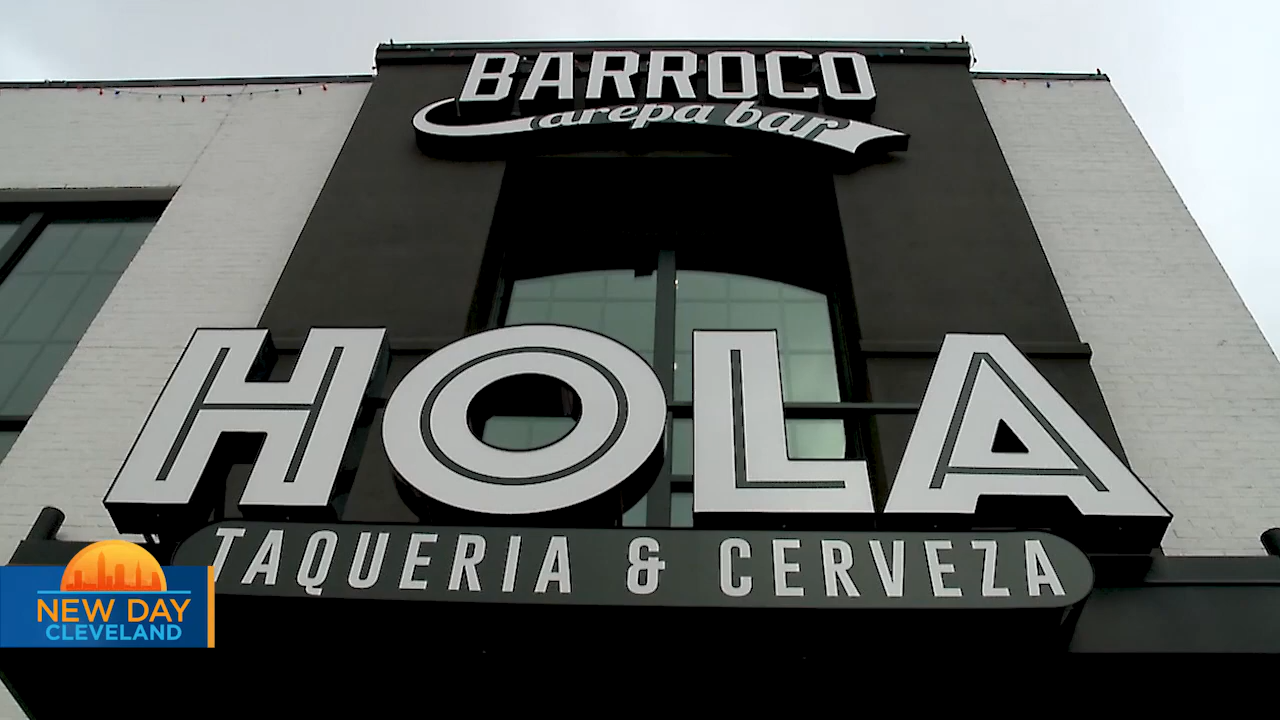 BARROCO
arepa bar
HOLA
TAQUERIA & CERVEZA
NEW DAY
CLEVELAND